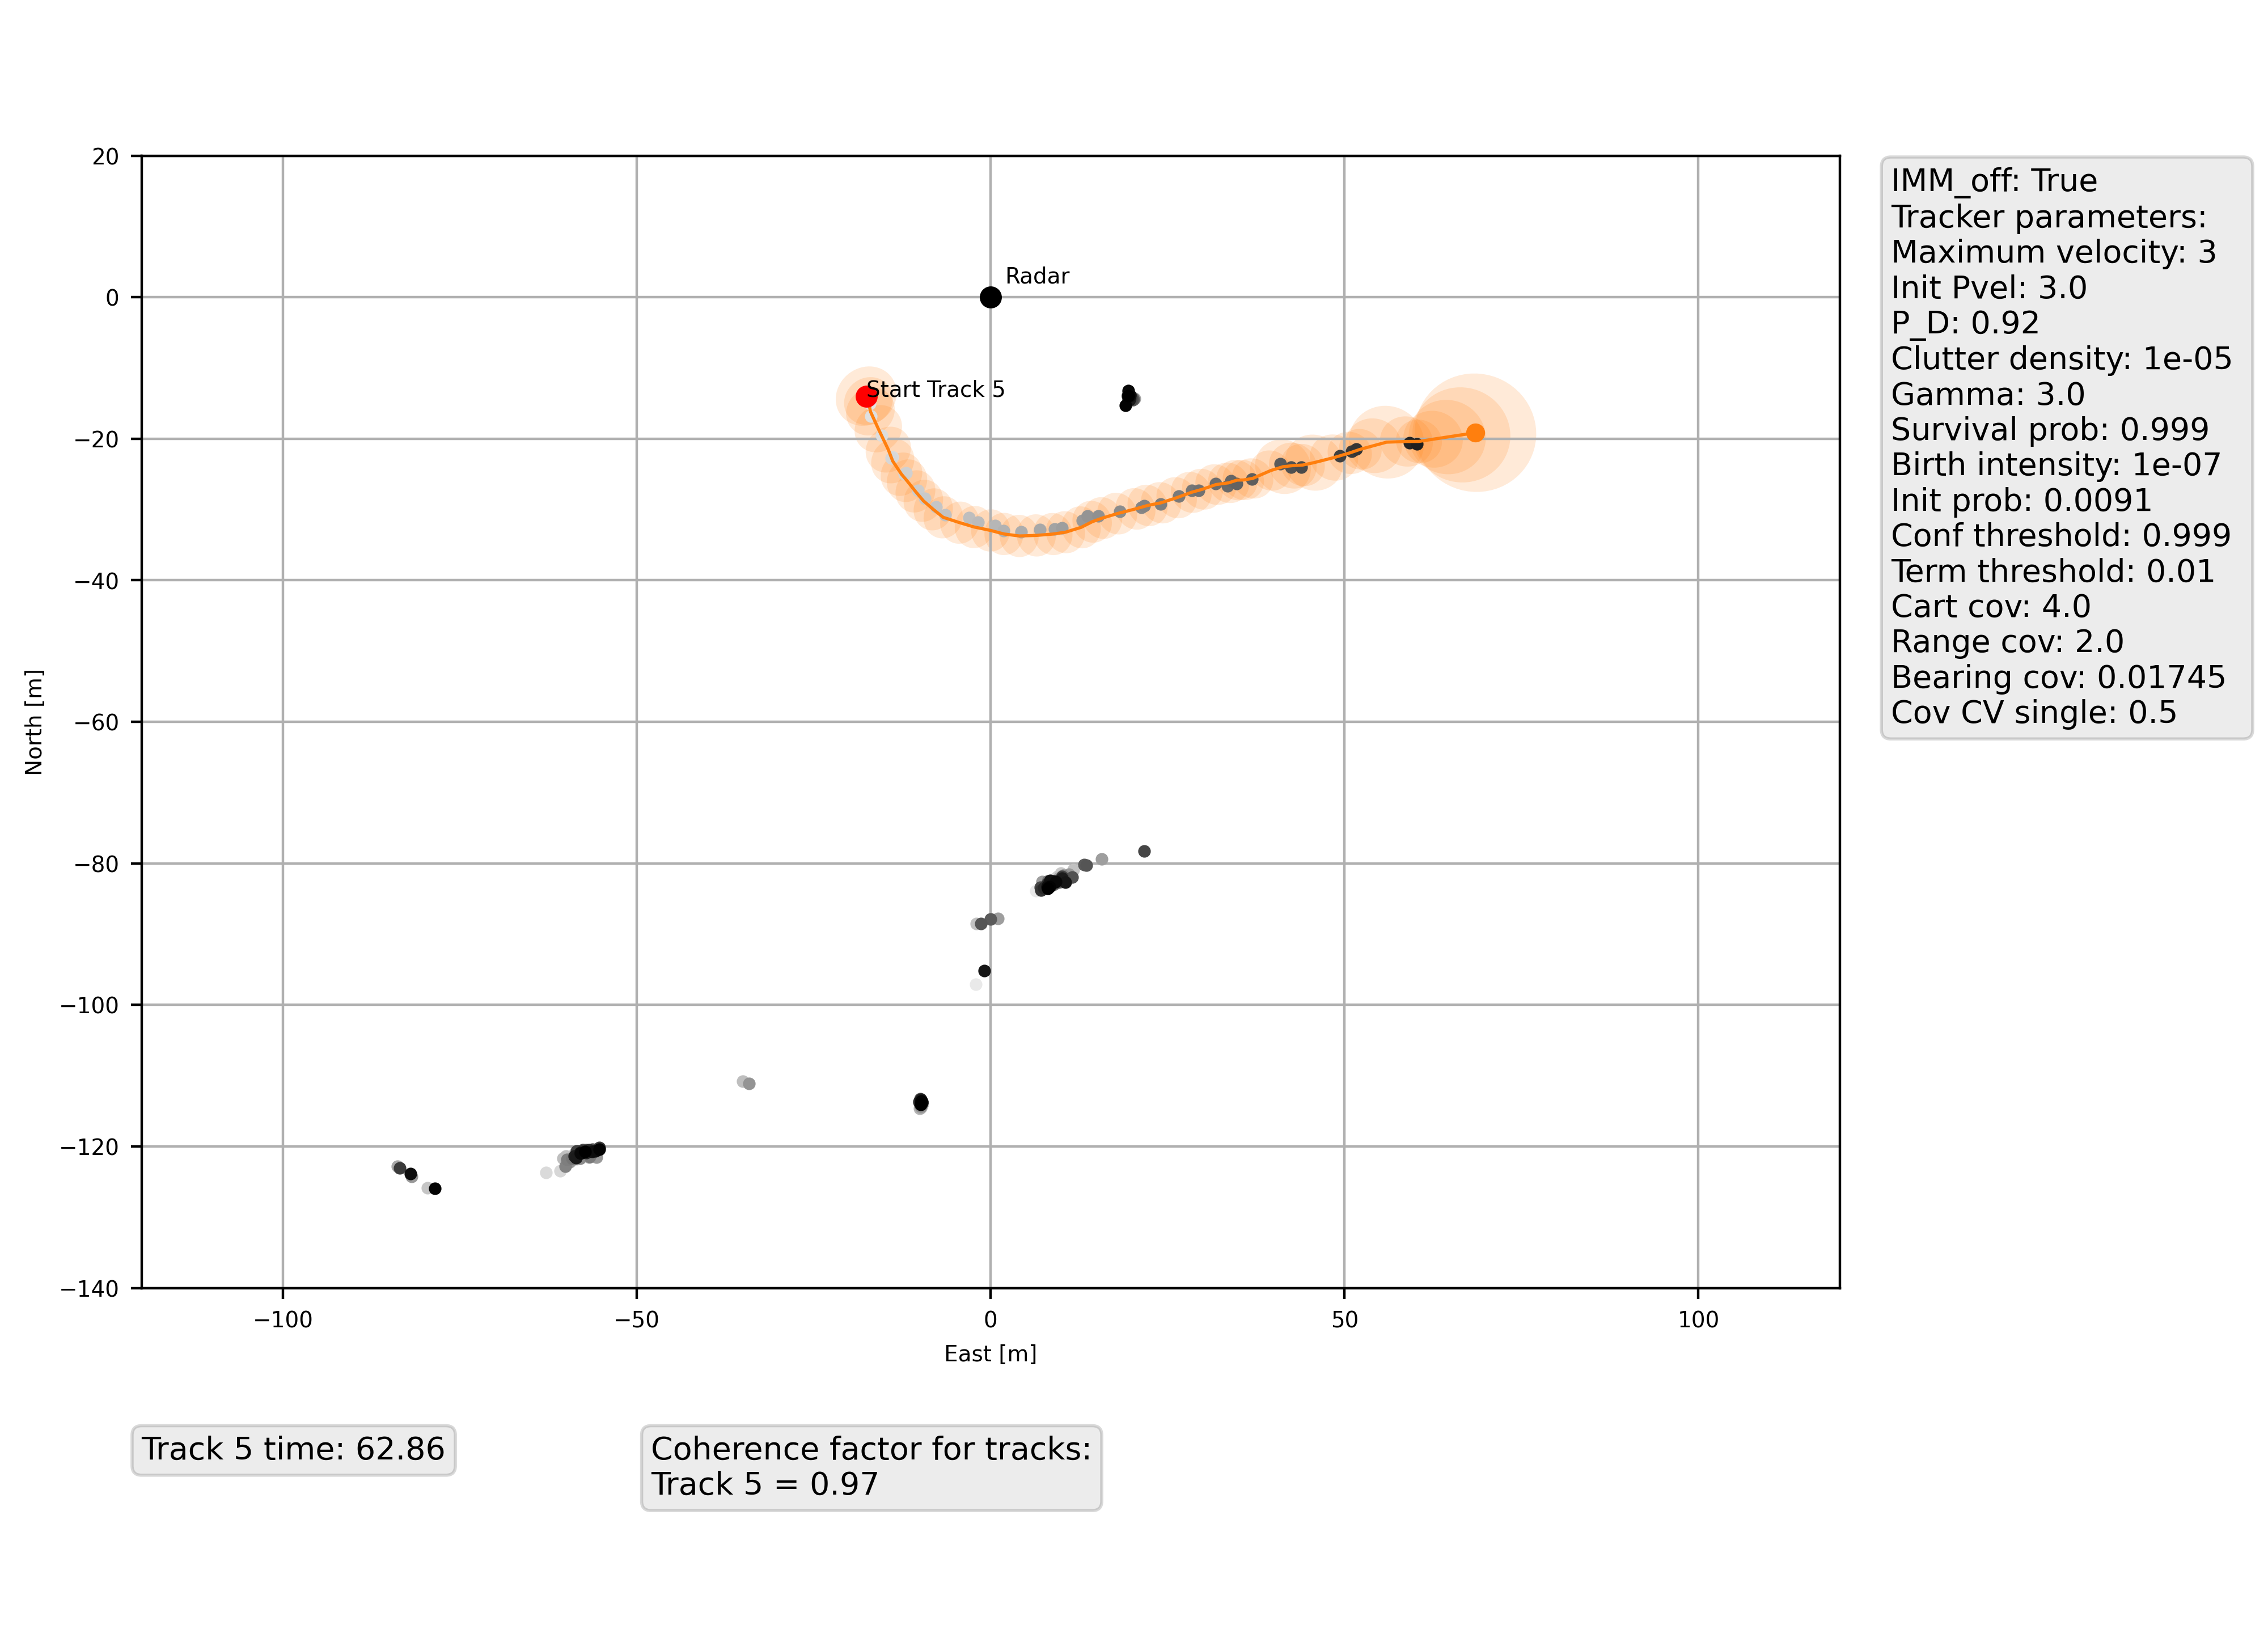 20
0
−20
−40
−60
−80
−100
−120
−140
North [m]
Radar
Start Track 5
−100
−50
0
50
100
East [m]
IMM_off: True
Tracker parameters:
Maximum velocity: 3
Init Pvel: 3.0
P_D: 0.92
Clutter density: 1e-05
Gamma: 3.0
Survival prob: 0.999
Birth intensity: 1e-07
Init prob: 0.0091
Conf threshold: 0.999
Term threshold: 0.01
Cart cov: 4.0
Range cov: 2.0
Bearing cov: 0.01745
Cov CV single: 0.5
Track 5 time: 62.86
Coherence factor for tracks:
Track 5 = 0.97